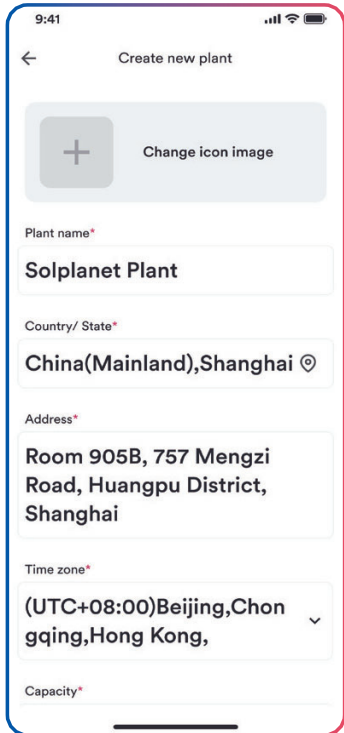 9:41
Create new plant
Change icon image
Plant name*
Solplanet Plant
Country/ State*
China(Mainland),Shanghai
Address*
Room 905B, 757 Mengzi
Road, Huangpu District,
Shanghai
Time zone*
(UTC+08:00)Beijing,Chon
gqing,Hong Kong,
Capacity*